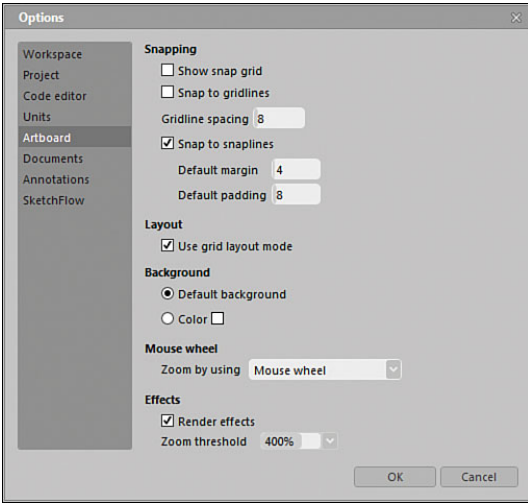 Options
Workspace
Project
Code editor
Units
Artboard
Documents
Annotations
SketchFlow
Snapping
Show snap grid
Snap to gridlines
Gridline spacing 8
Snap to snaplines
Default margin 4
Default padding 8
Layout
Use grid layout mode
Background
Default background
Color
Mouse wheel
Zoom by using Mouse wheel
Effects
Render effects
Zoom threshold 400%
OK Cancel